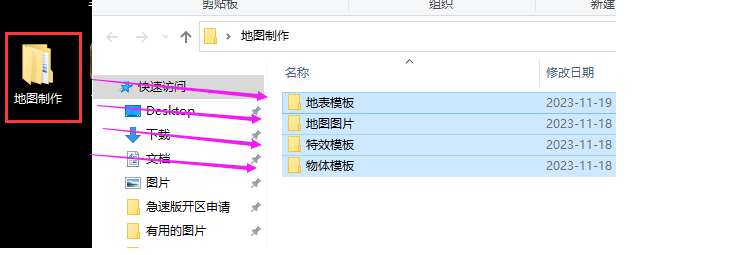 剪贴板
组织
新建
地图制作
地图制作
名称
修改日期
快速访问
Desktop
下载
文档
图片
急速版开区申请
有用的图片
地表模板
2023-11-19
地图图片
2023-11-18
特效模板
2023-11-18
物体模板
2023-11-18